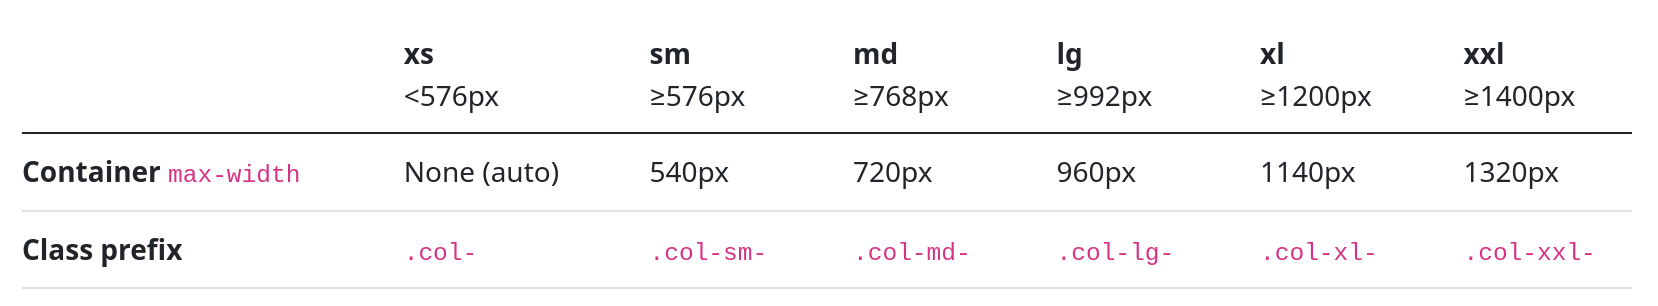 xs sm md lg xl xxl
<576px ≥576px ≥768px ≥992px ≥1200px ≥1400px
Container max-width None (auto) 540px 720px 960px 1140px 1320px
Class prefix .col- .col-sm- .col-md- .col-lg- .col-xl- .col-xxl-